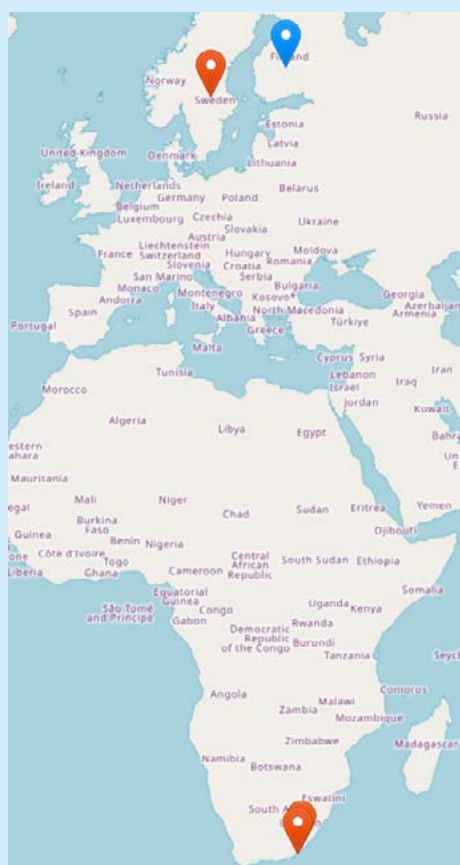 Finland
Norway
Sweden
Russia
Estonia
Latvia
United Kingdom
Denmark
Lithuania
Ireland
Netherlands
Belarus
Germany
Poland
Belgium
Luxembourg
Czechia
Ukraine
Slovakia
Austria
Liechtenstein
France
Switzerland
Hungary
Moldova
Slovenia
Croatia
Romania
San Marino
Serbia
Monaco
Bulgaria
Andorra
Montenegro
Kosovo*
Georgia
Spain
Italy
North Macedonia
Azerbaijan
Portugal
Albania
Armenia
Greece
Türkiye
Malta
Cyprus
Syria
Tunisia
Lebanon
Iran
Israel
Iraq
Morocco
Jordan
Kuwait
Algeria
Libya
Egypt
Bahr
estern
ahara
Un
E
Mauritania
Mali
Niger
Chad
Sudan
Eritrea
Yemen
egal
Burkina
Faso
Djibouti
Guinea
Benin
Nigeria
one
Côte d'Ivoire
Togo
Central
African
Republic
South Sudan
Ethiopia
Liberia
Ghana
Cameroon
Equatorial
Guinea
Somalia
São Tomé
and Príncipe
Congo
Uganda
Kenya
Gabon
Democratic
Republic
of the Congo
Rwanda
Burundi
Tanzania
Seych
Angola
Malawi
Comoros
Zambia
Mozambique
Zimbabwe
Madagascar
Namibia
Botswana
Eswatini
South A